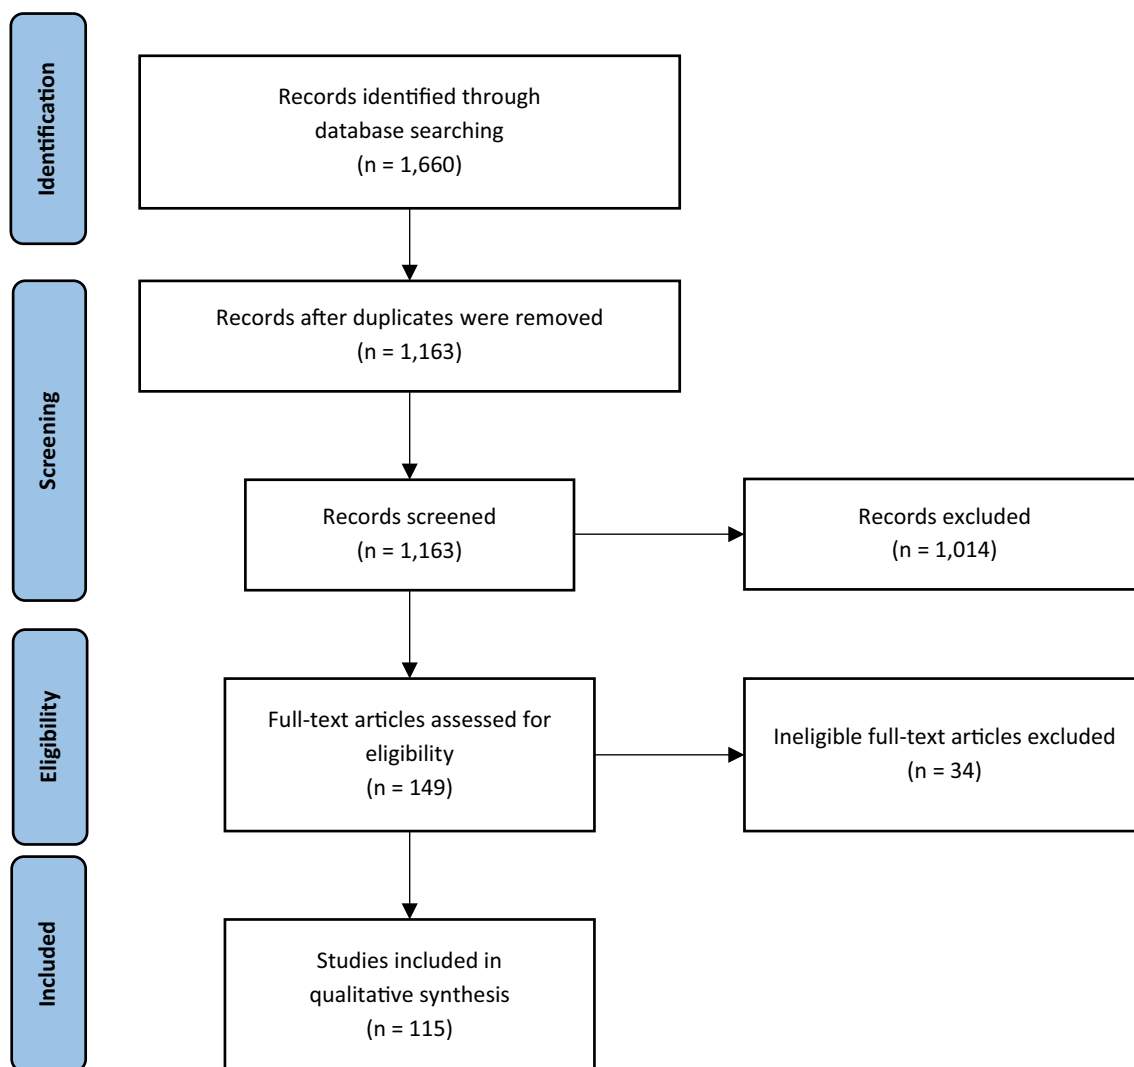 Identification
Records identified through
database searching
(n = 1,660)
Screening
Records after duplicates were removed
(n = 1,163)
Records screened
(n = 1,163)
Records excluded
(n = 1,014)
Eligibility
Full-text articles assessed for
eligibility
(n = 149)
Ineligible full-text articles excluded
(n = 34)
Included
Studies included in
qualitative synthesis
(n = 115)